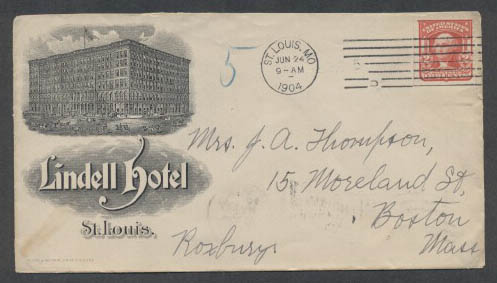 ST. LOUIS, MO
JUN 24
9-AM
1904
5
Lindell Hotel
St. Louis.
Mrs. J. A. Thompson,
15 Moreland St.
Boston
Mass
Roxbury